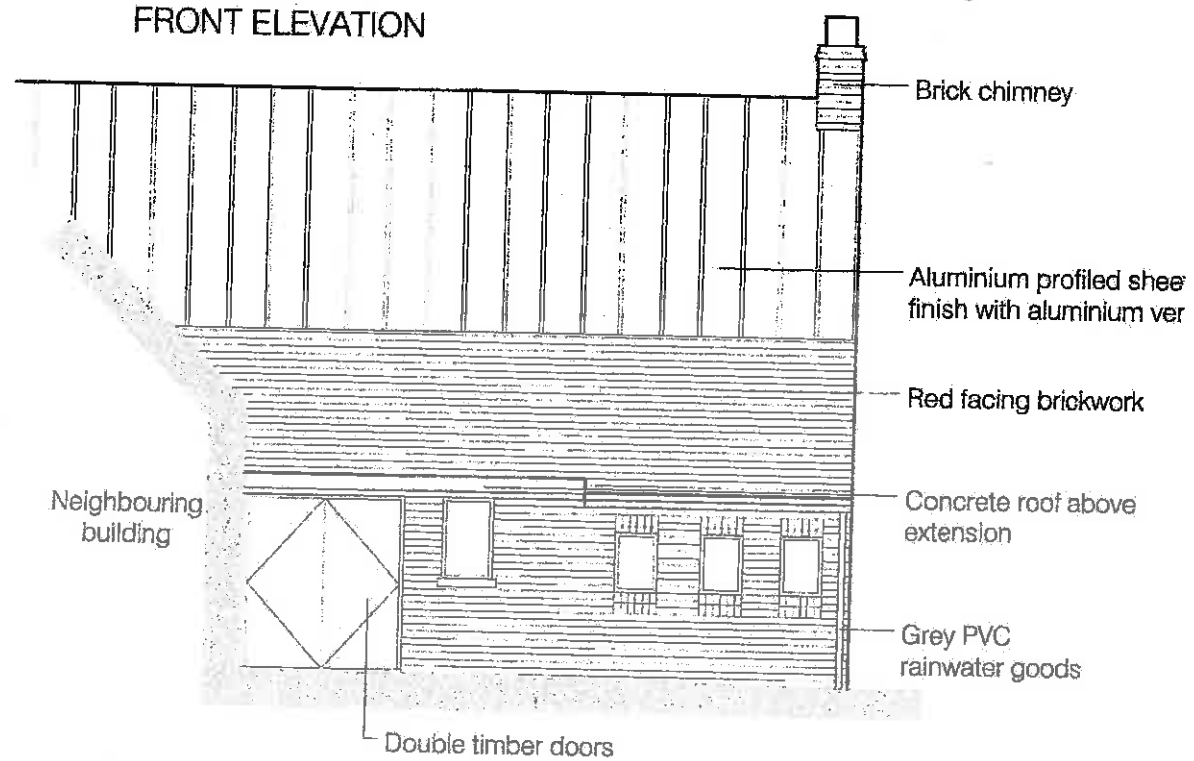 FRONT ELEVATION
Brick chimney
Aluminium profiled shee
finish with aluminium ver
Red facing brickwork
Neighbouring
building
Concrete roof above
extension
Grey PVC
rainwater goods
Double timber doors